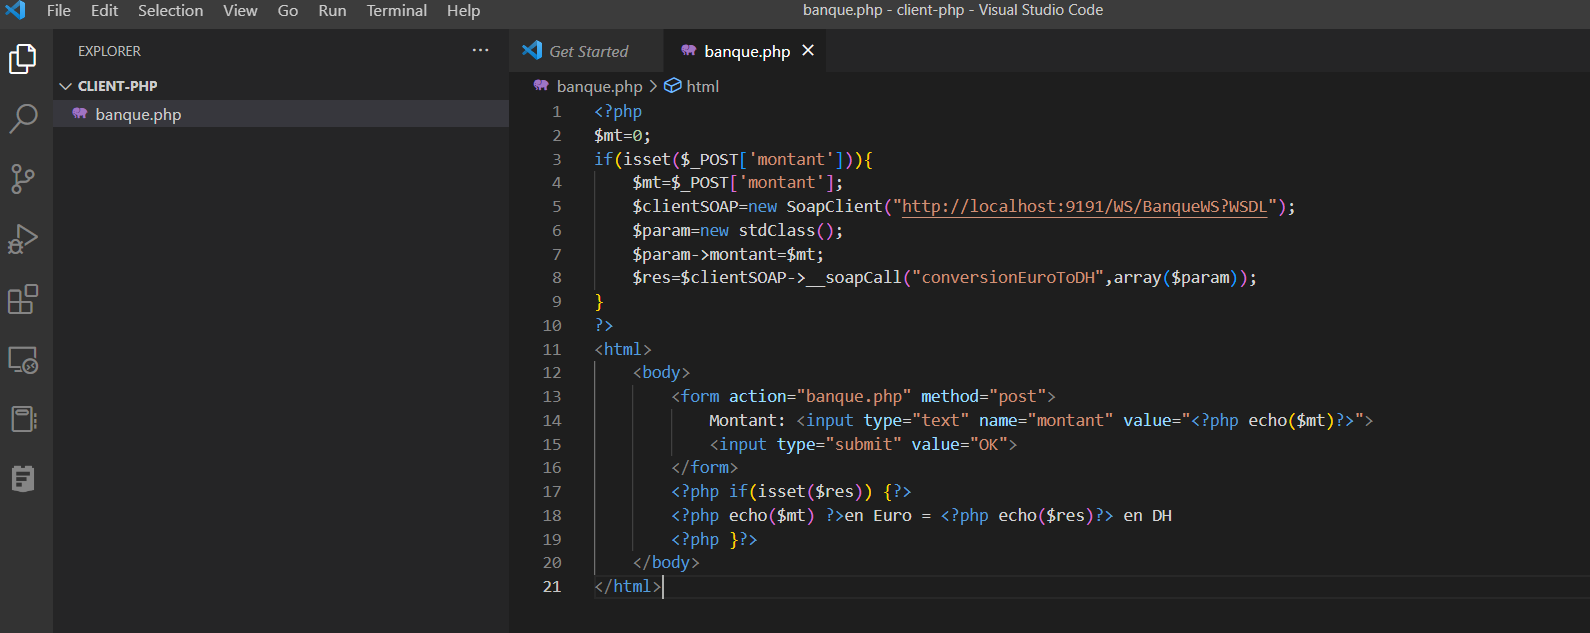 File Edit Selection View Go Run Terminal Help banque.php - client-php - Visual Studio Code
EXPLORER ···
CLIENT-PHP
banque.php
Get Started banque.php
banque.php > html
1 <?php
2 $mt=0;
3 if(isset($_POST['montant'])){
4     $mt=$_POST['montant'];
5     $clientSOAP=new SoapClient("http://localhost:9191/WS/BanqueWS?WSDL");
6     $param=new stdClass();
7     $param->montant=$mt;
8     $res=$clientSOAP->__soapCall("conversionEuroToDH",array($param));
9 }
10 ?>
11 <html>
12     <body>
13         <form action="banque.php" method="post">
14             Montant: <input type="text" name="montant" value="<?php echo($mt)?>">
15             <input type="submit" value="OK">
16         </form>
17         <?php if(isset($res)) {?>
18         <?php echo($mt) ?>en Euro = <?php echo($res)?> en DH
19         <?php }?>
20     </body>
21 </html>